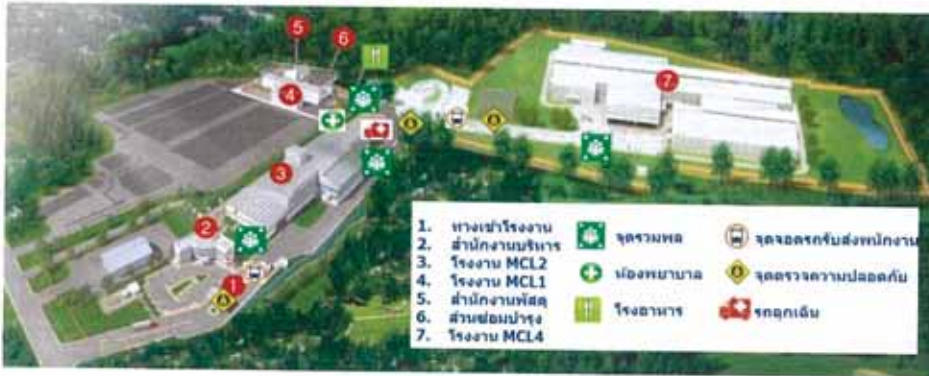 5
6
4
7
3
2
1
1. ทางเข้าโรงงาน
2. สำนักงานบริหาร
3. โรงงาน MCL2
4. โรงงาน MCL1
5. สำนักงานพัสดุ
6. ส่วนซ่อมบำรุง
7. โรงงาน MCL4
จุดรวมพล
ห้องพยาบาล
โรงอาหาร
จุดจอดรถรับส่งพนักงาน
จุดตรวจความปลอดภัย
รถฉุกเฉิน